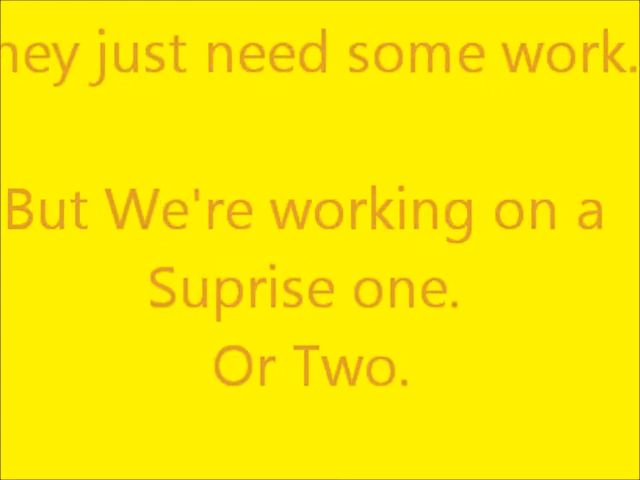 hey just need some work.
But We're working on a
Suprise one.
Or Two.